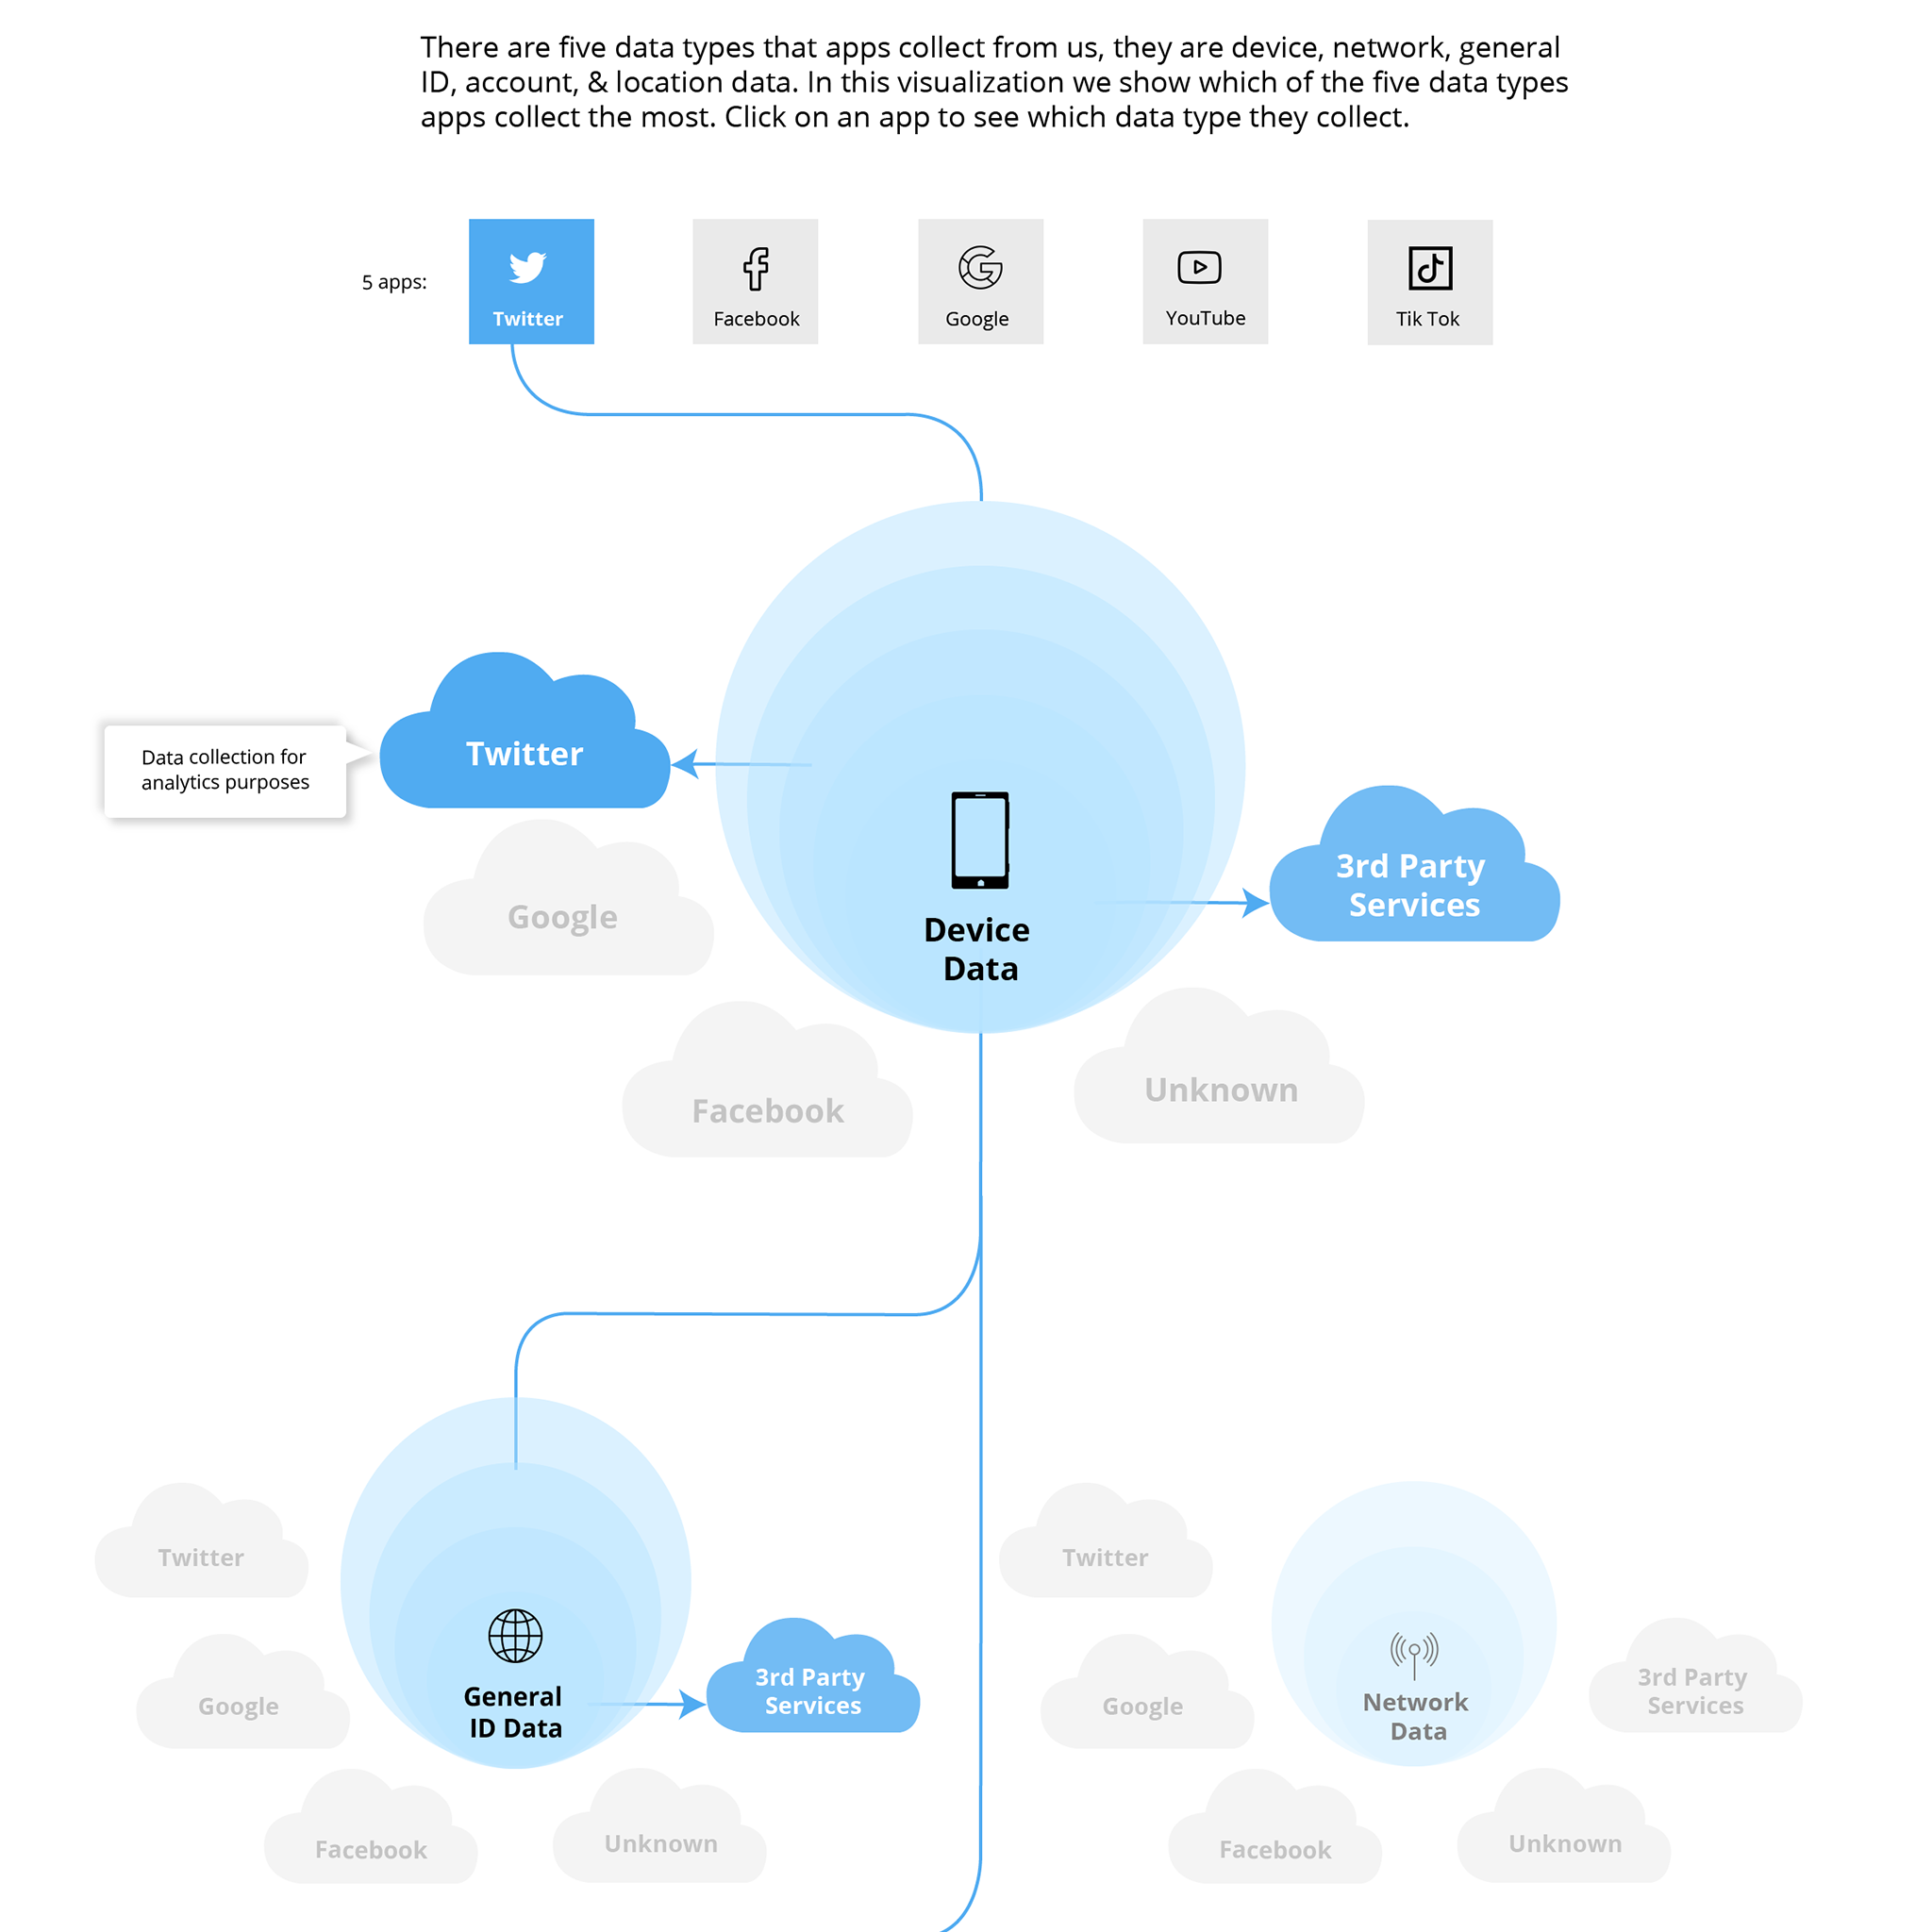 There are five data types that apps collect from us, they are device, network, general
ID, account, & location data. In this visualization we show which of the five data types
apps collect the most. Click on an app to see which data type they collect.
5 apps:
Twitter
Facebook
Google
YouTube
Tik Tok
Data collection for
analytics purposes
Twitter
Google
Facebook
Device
Data
3rd Party
Services
Unknown
Twitter
Google
Facebook
General
ID Data
3rd Party
Services
Unknown
Twitter
Google
Facebook
Network
Data
3rd Party
Services
Unknown